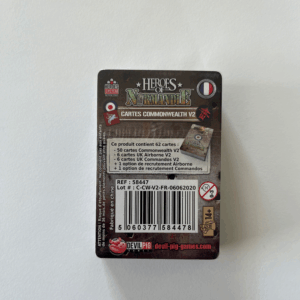 HEROES
OF
NORMANDIE
CARTES COMMONWEALTH V2
Ce produit contient 62 cartes :
- 50 cartes Commonwealth V2
- 6 cartes UK Airborne V2
- 6 cartes UK Commandos V2
+ 1 option de recrutement Airborne
+ 1 option de recrutement Commandos
REF : 58447
Lot # : C-CW-V2-FR-06062020
5 060377 584478
DEVIL PIG
devil-pig-games.com